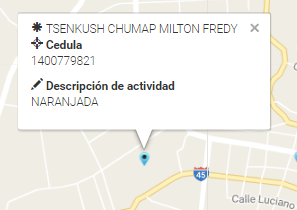 TSENKUSH CHUMAP MILTON FREDY ×
Cedula
1400779821
Descripción de actividad
NARANJADA
45
Calle Luciano